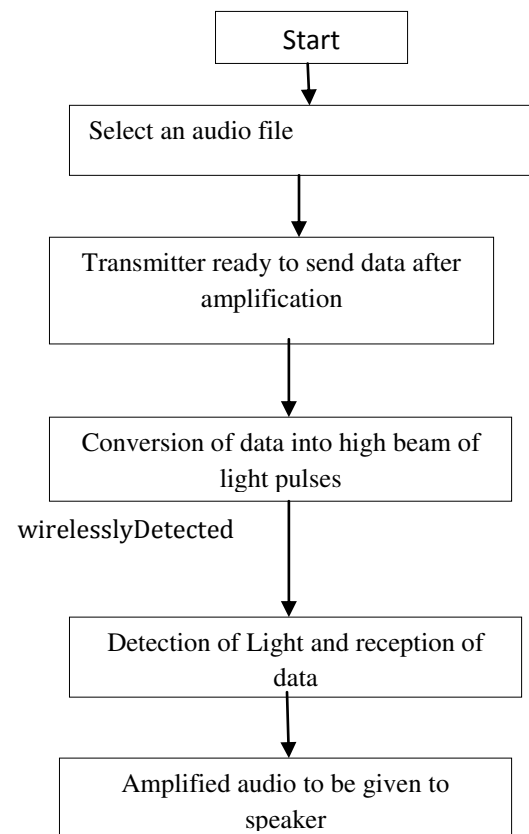 Start
Select an audio file
Transmitter ready to send data after
amplification
Conversion of data into high beam of
light pulses
wirelesslyDetected
Detection of Light and reception of
data
Amplified audio to be given to
speaker